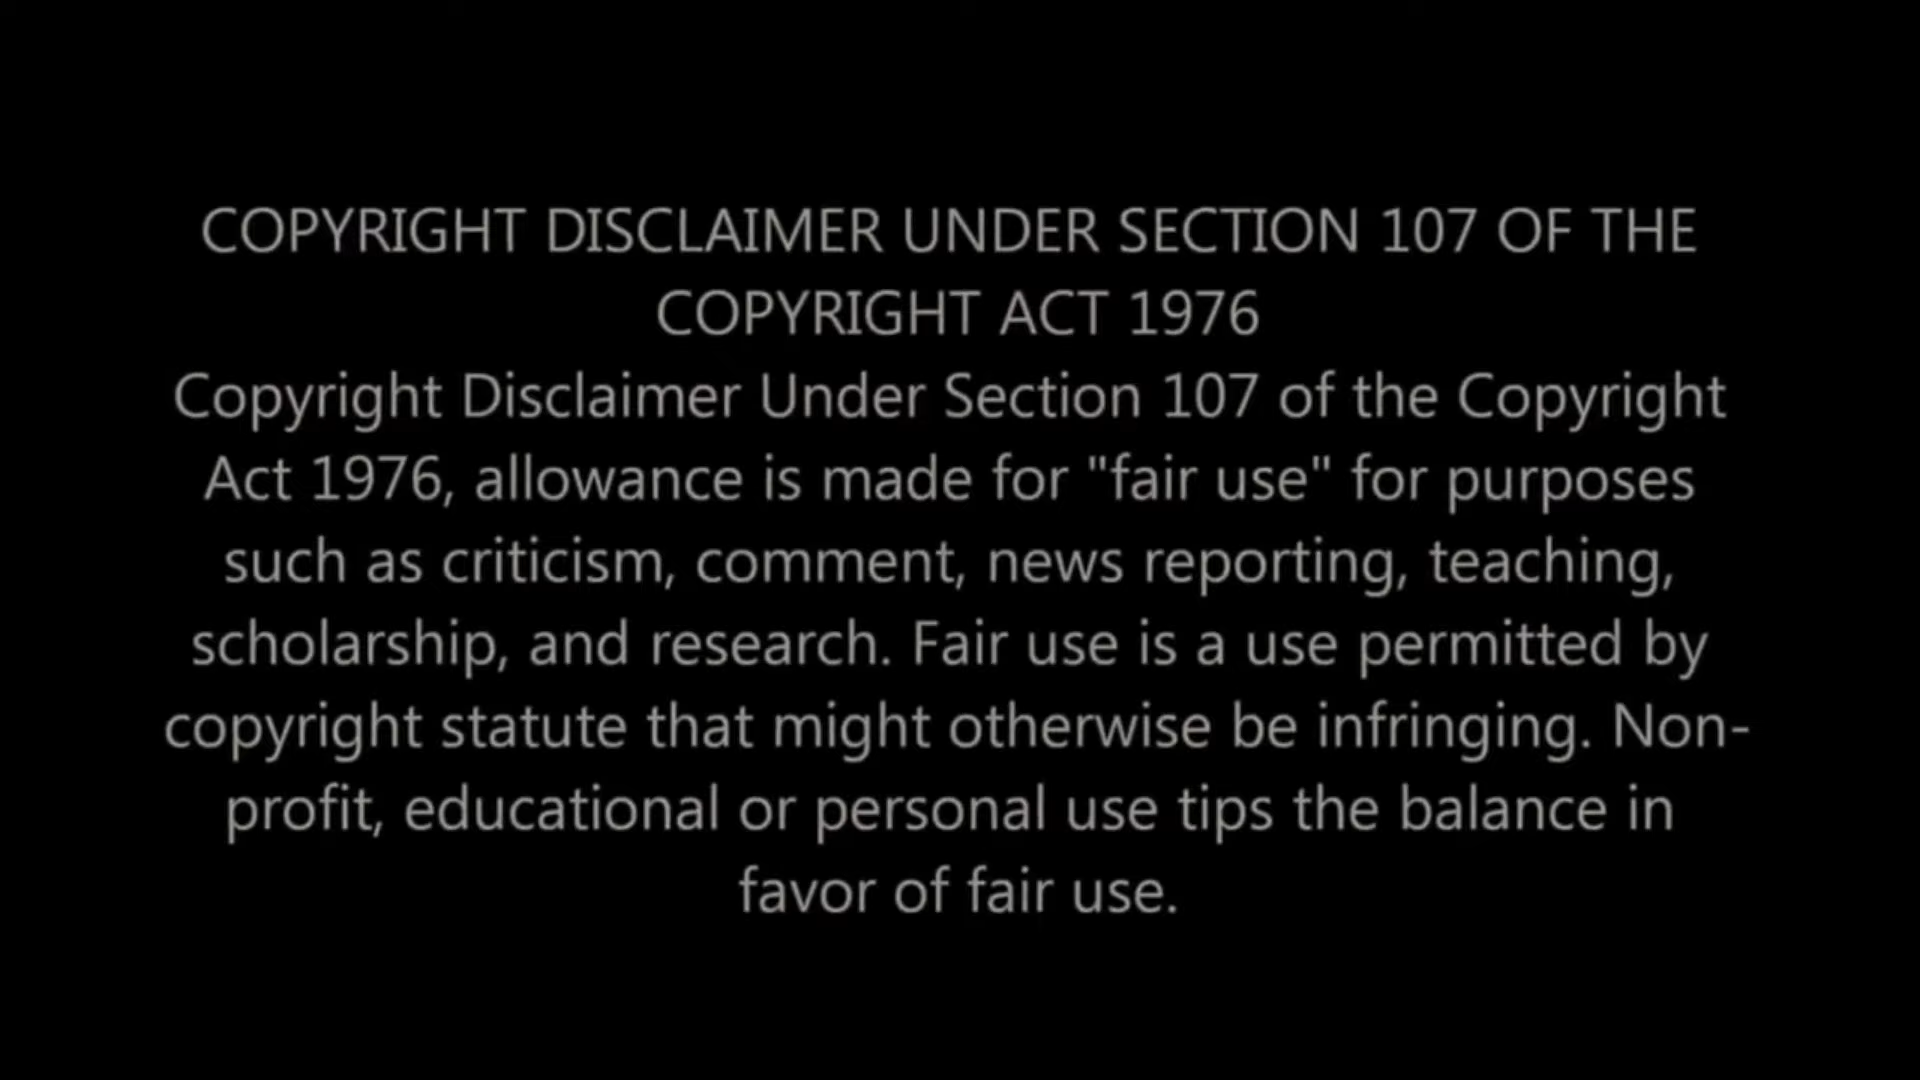 COPYRIGHT DISCLAIMER UNDER SECTION 107 OF THE
COPYRIGHT ACT 1976
Copyright Disclaimer Under Section 107 of the Copyright
Act 1976, allowance is made for "fair use" for purposes
such as criticism, comment, news reporting, teaching,
scholarship, and research. Fair use is a use permitted by
copyright statute that might otherwise be infringing. Non-
profit, educational or personal use tips the balance in
favor of fair use.